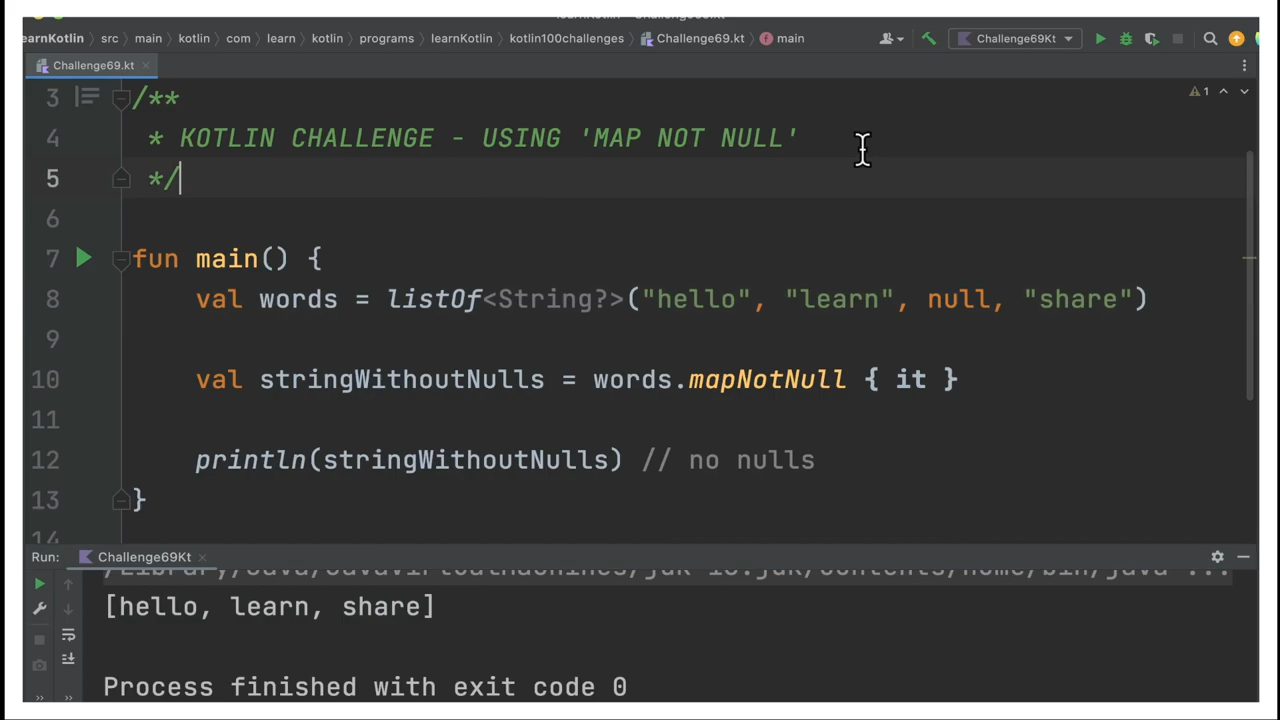 earnKotlin src main kotlin com learn kotlin programs learnKotlin kotlin100challenges Challenge69.kt main Challenge69Kt
Challenge69.kt
3 /**
4 * KOTLIN CHALLENGE - USING 'MAP NOT NULL'
1
5 */
6
7 fun main() {
8 val words = listOf<String?>("hello", "learn", null, "share")
9
10 val stringWithoutNulls = words.mapNotNull { it }
11
12 println(stringWithoutNulls) // no nulls
13 }
14
Run: Challenge69Kt
[hello, learn, share]
Process finished with exit code 0